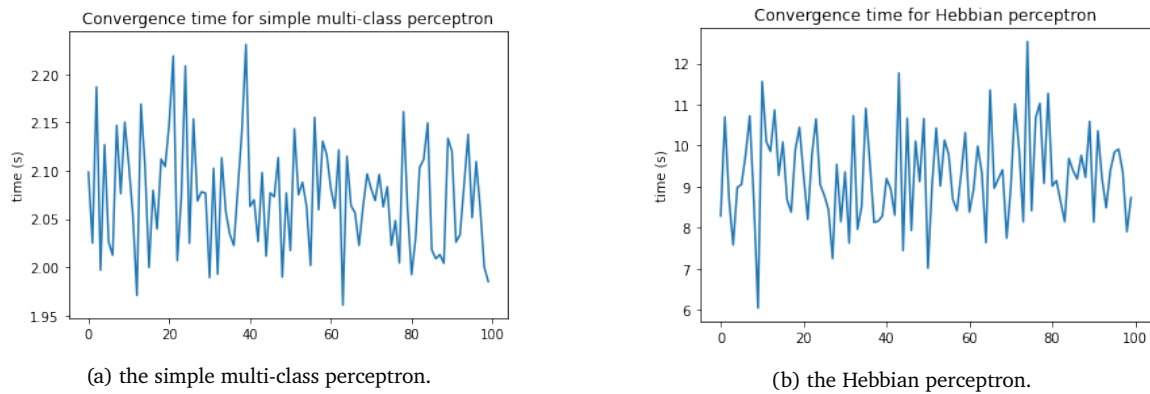 Convergence time for simple multi-class perceptron
2.20
2.15
2.10
2.05
2.00
1.95
time (s)
0 20 40 60 80 100
(a) the simple multi-class perceptron.
Convergence time for Hebbian perceptron
12
11
10
9
8
7
6
time (s)
0 20 40 60 80 100
(b) the Hebbian perceptron.